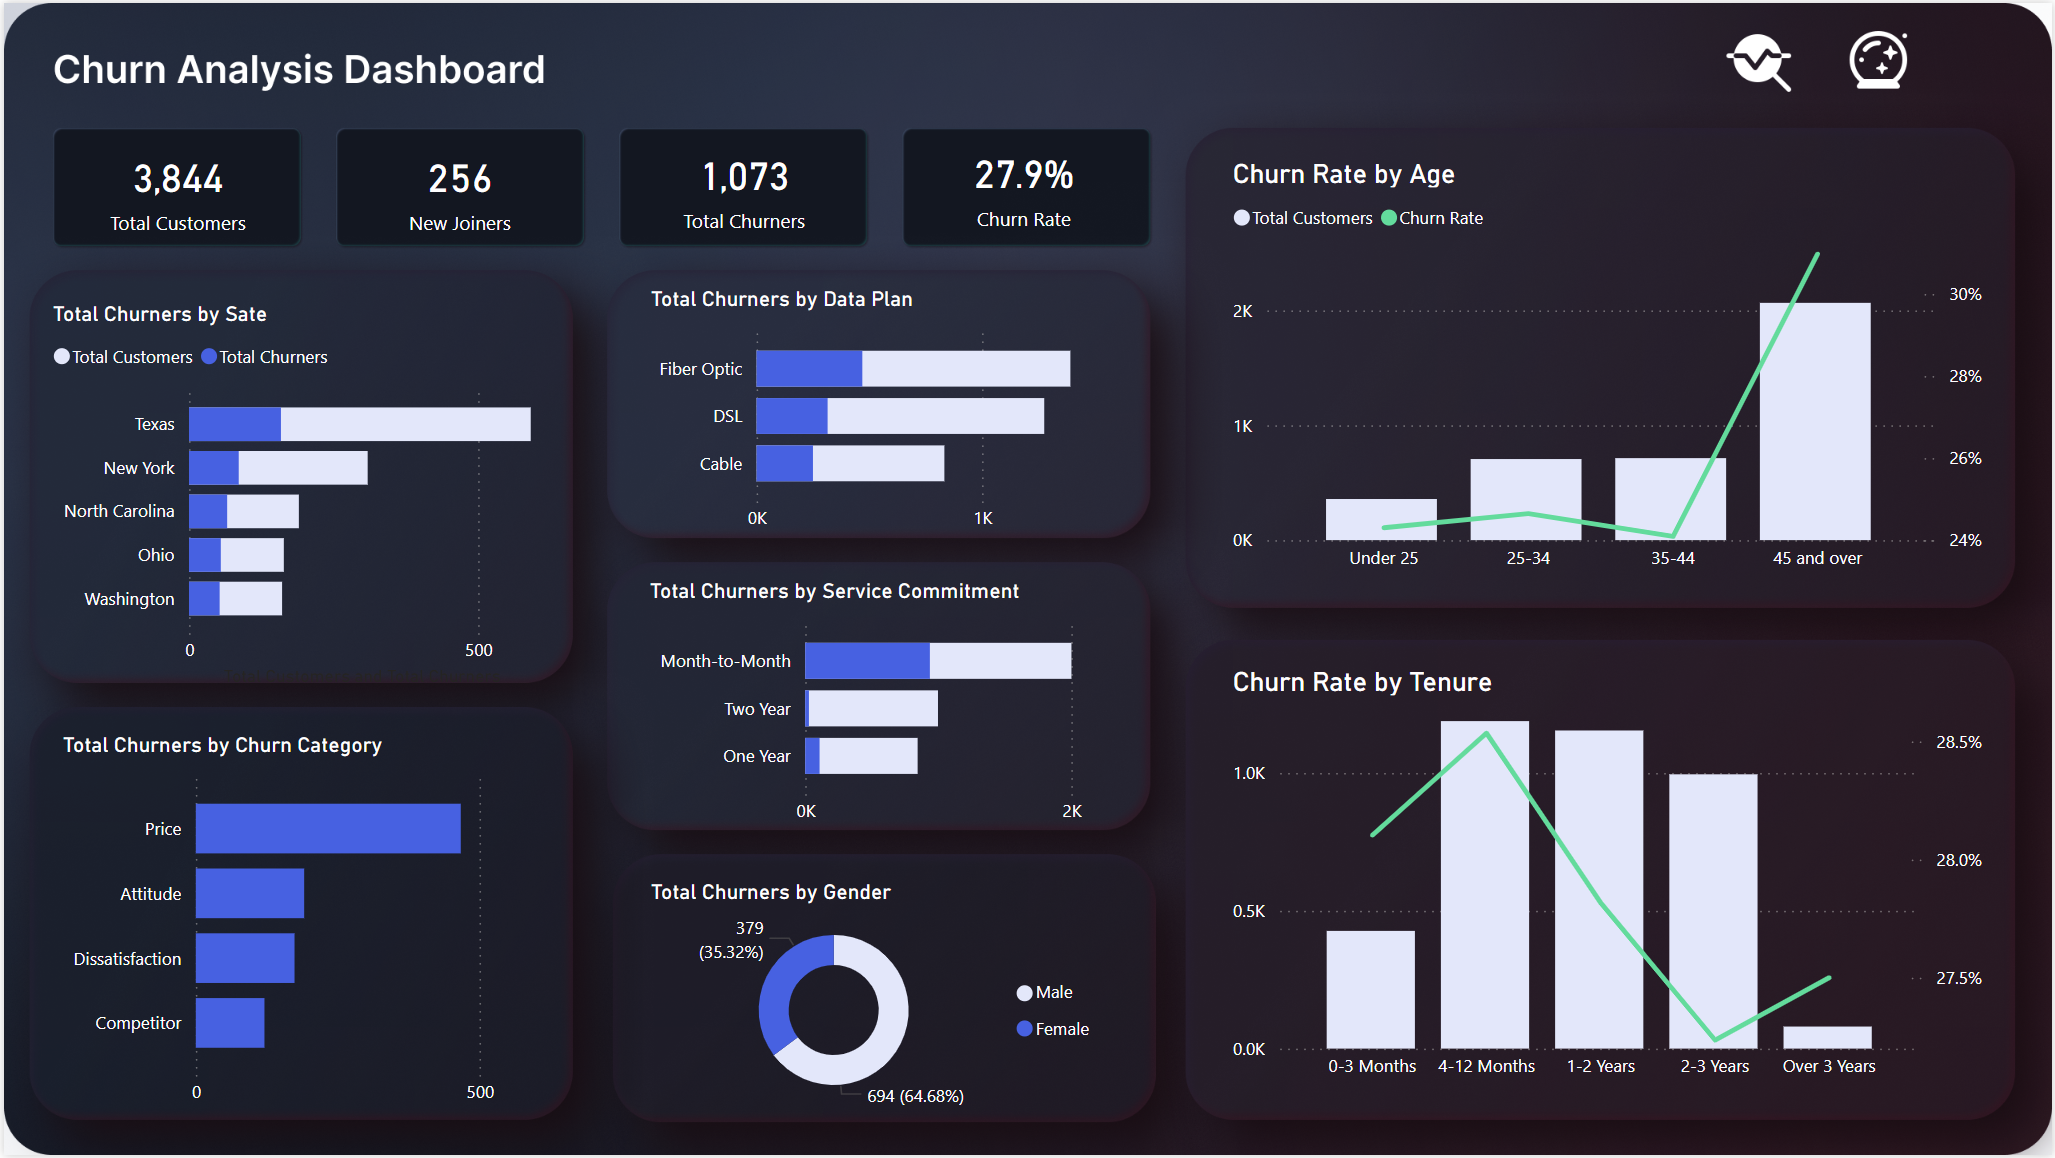 Churn Analysis Dashboard
3,844
Total Customers
256
New Joiners
1,073
Total Churners
27.9%
Churn Rate
Total Churners by Sate
Total Customers Total Churners
Texas
New York
North Carolina
Ohio
Washington
0 500
Total Churners by Churn Category
Price
Attitude
Dissatisfaction
Competitor
0 500
Total Churners by Data Plan
Fiber Optic
DSL
Cable
0K 1K
Total Churners by Service Commitment
Month-to-Month
Two Year
One Year
0K 2K
Total Churners by Gender
379
(35.32%)
Male
Female
694 (64.68%)
Churn Rate by Age
Total Customers Churn Rate
30%
2K
28%
1K
26%
0K 24%
Under 25 25-34 35-44 45 and over
Churn Rate by Tenure
28.5%
1.0K
28.0%
0.5K
27.5%
0.0K
0-3 Months 4-12 Months 1-2 Years 2-3 Years Over 3 Years